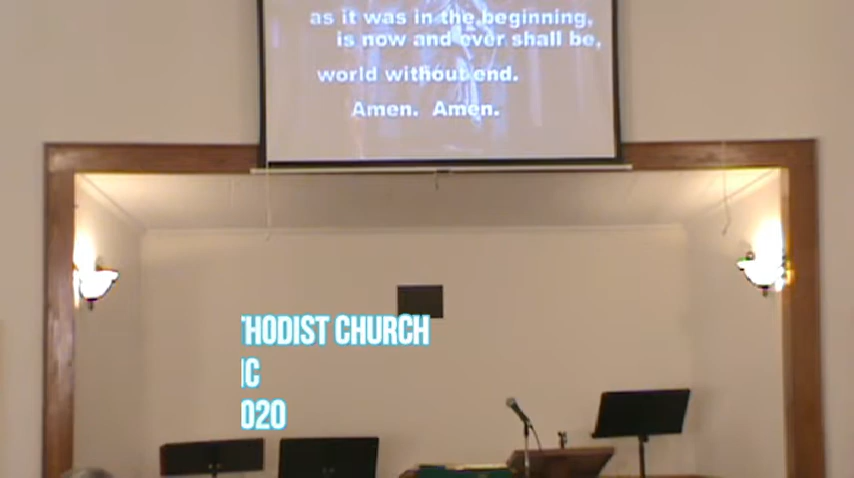 as it was in the beginning,
is now and ever shall be,
world without end.
Amen. Amen.
THODIST CHURCH
IC
020